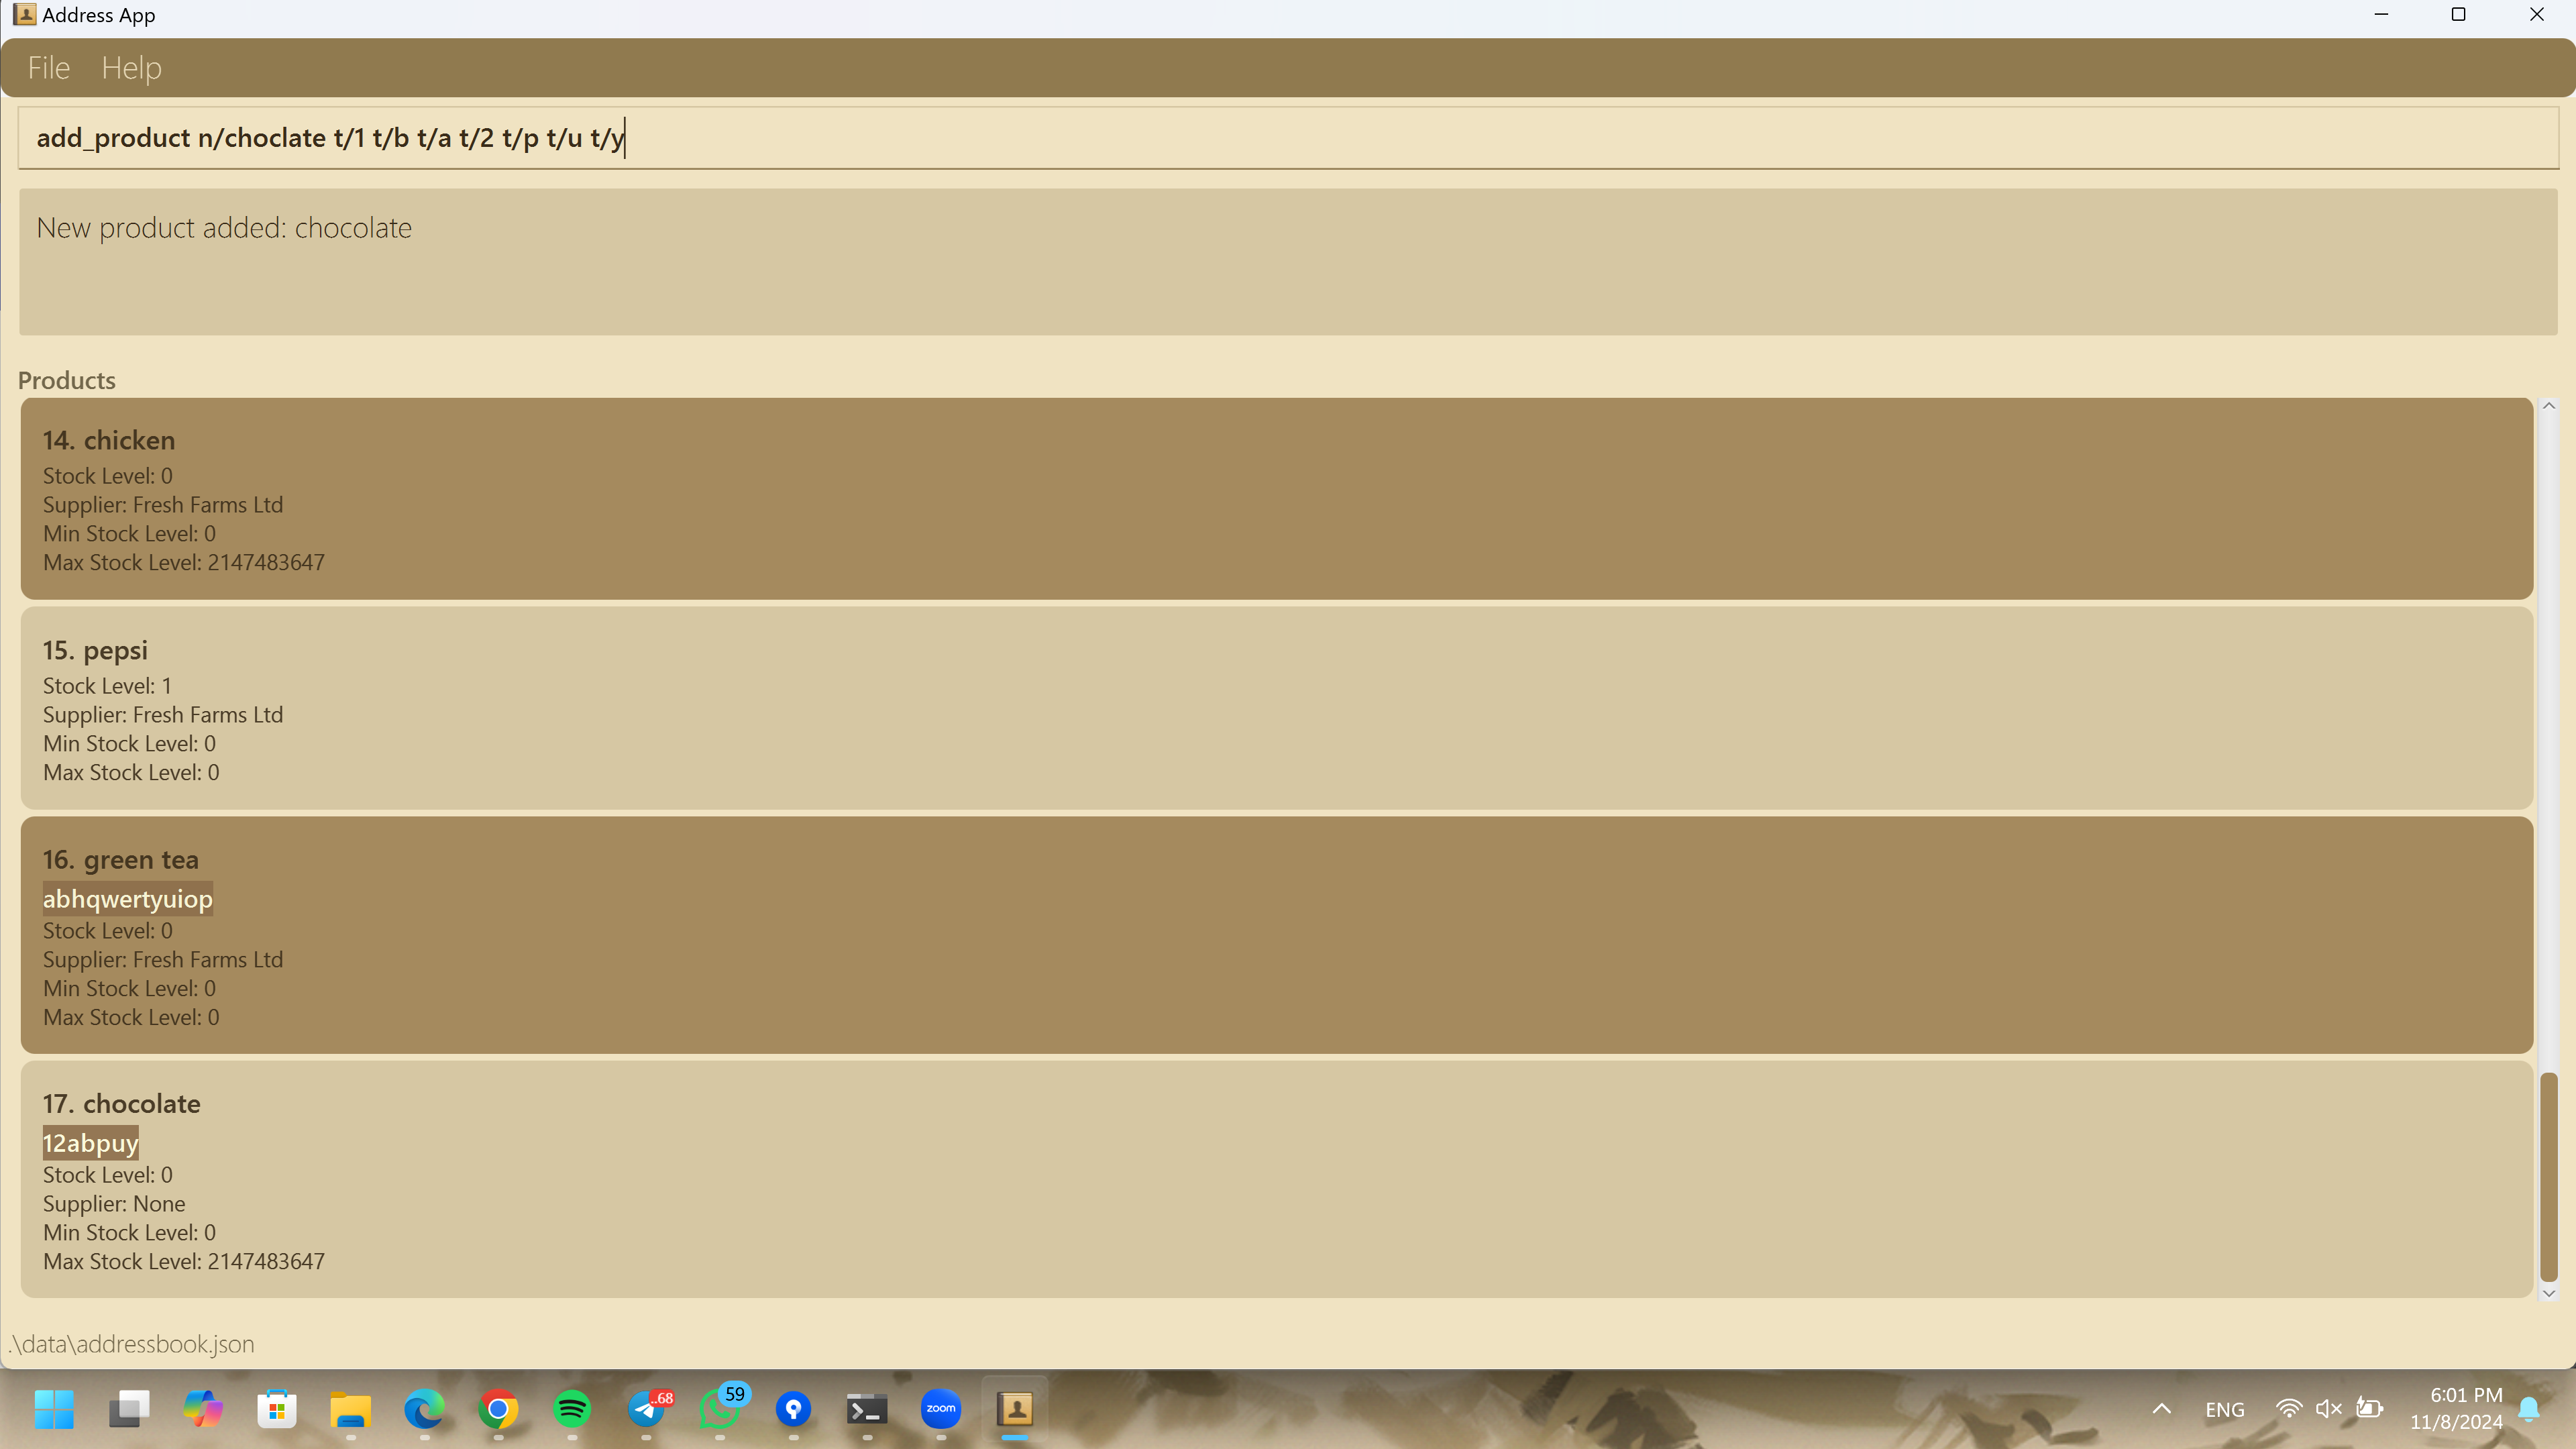 Address App
File Help
add_product n/choclate t/1 t/b t/a t/2 t/p t/u t/y
New product added: chocolate
Products
14. chicken
Stock Level: 0
Supplier: Fresh Farms Ltd
Min Stock Level: 0
Max Stock Level: 2147483647
15. pepsi
Stock Level: 1
Supplier: Fresh Farms Ltd
Min Stock Level: 0
Max Stock Level: 0
16. green tea
abhqwertyuiop
Stock Level: 0
Supplier: Fresh Farms Ltd
Min Stock Level: 0
Max Stock Level: 0
17. chocolate
12abpuy
Stock Level: 0
Supplier: None
Min Stock Level: 0
Max Stock Level: 2147483647
.\data\addressbook.json
..68
59
zoom
ENG
6:01 PM
11/8/2024